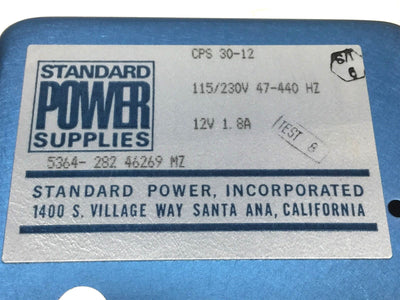 CPS 30-12
STANDARD
POWER
SUPPLIES
115/230V 47-440 HZ
12V 1.8A
TEST 8
5364- 282 46269 MZ
STANDARD POWER, INCORPORATED
1400 S. VILLAGE WAY SANTA ANA, CALIFORNIA